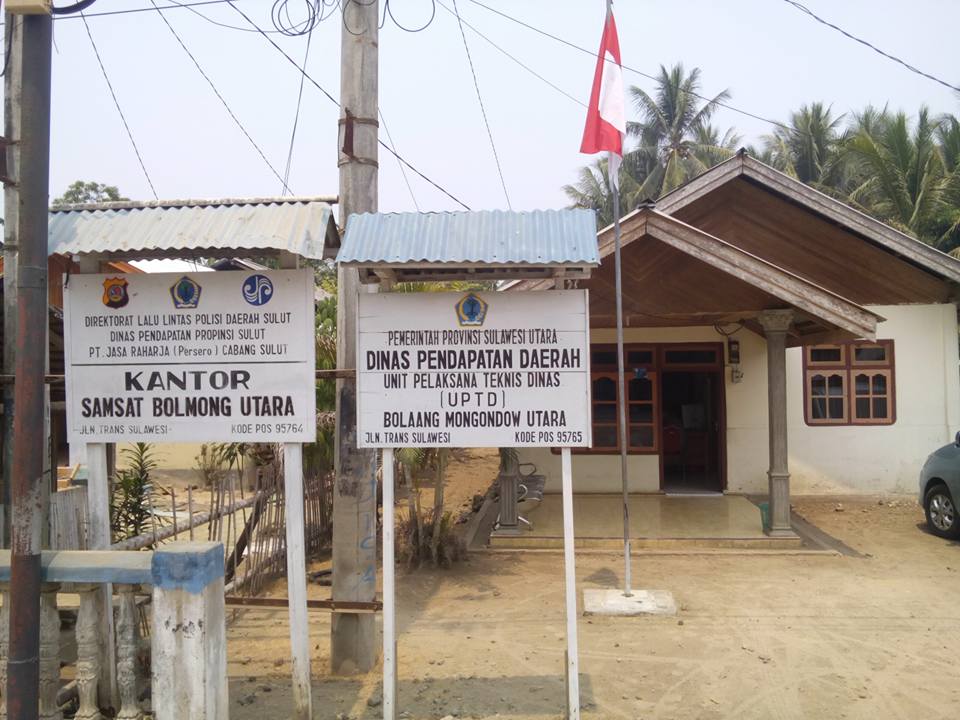 DIREKTORAT LALU LINTAS POLISI DAERAH SULUT
DINAS PENDAPATAN PROPINSI SULUT
PT. JASA RAHARJA (Persero) CABANG SULUT
KANTOR
SAMSAT BOLMONG UTARA
JLN. TRANS SULAWESI KODE POS 95764
PEMERINTAH PROVINSI SULAWESI UTARA
DINAS PENDAPATAN DAERAH
UNIT PELAKSANA TEKNIS DINAS
(UPTD)
BOLAANG MONGONDOW UTARA
JLN. TRANS SULAWESI KODE POS 95765